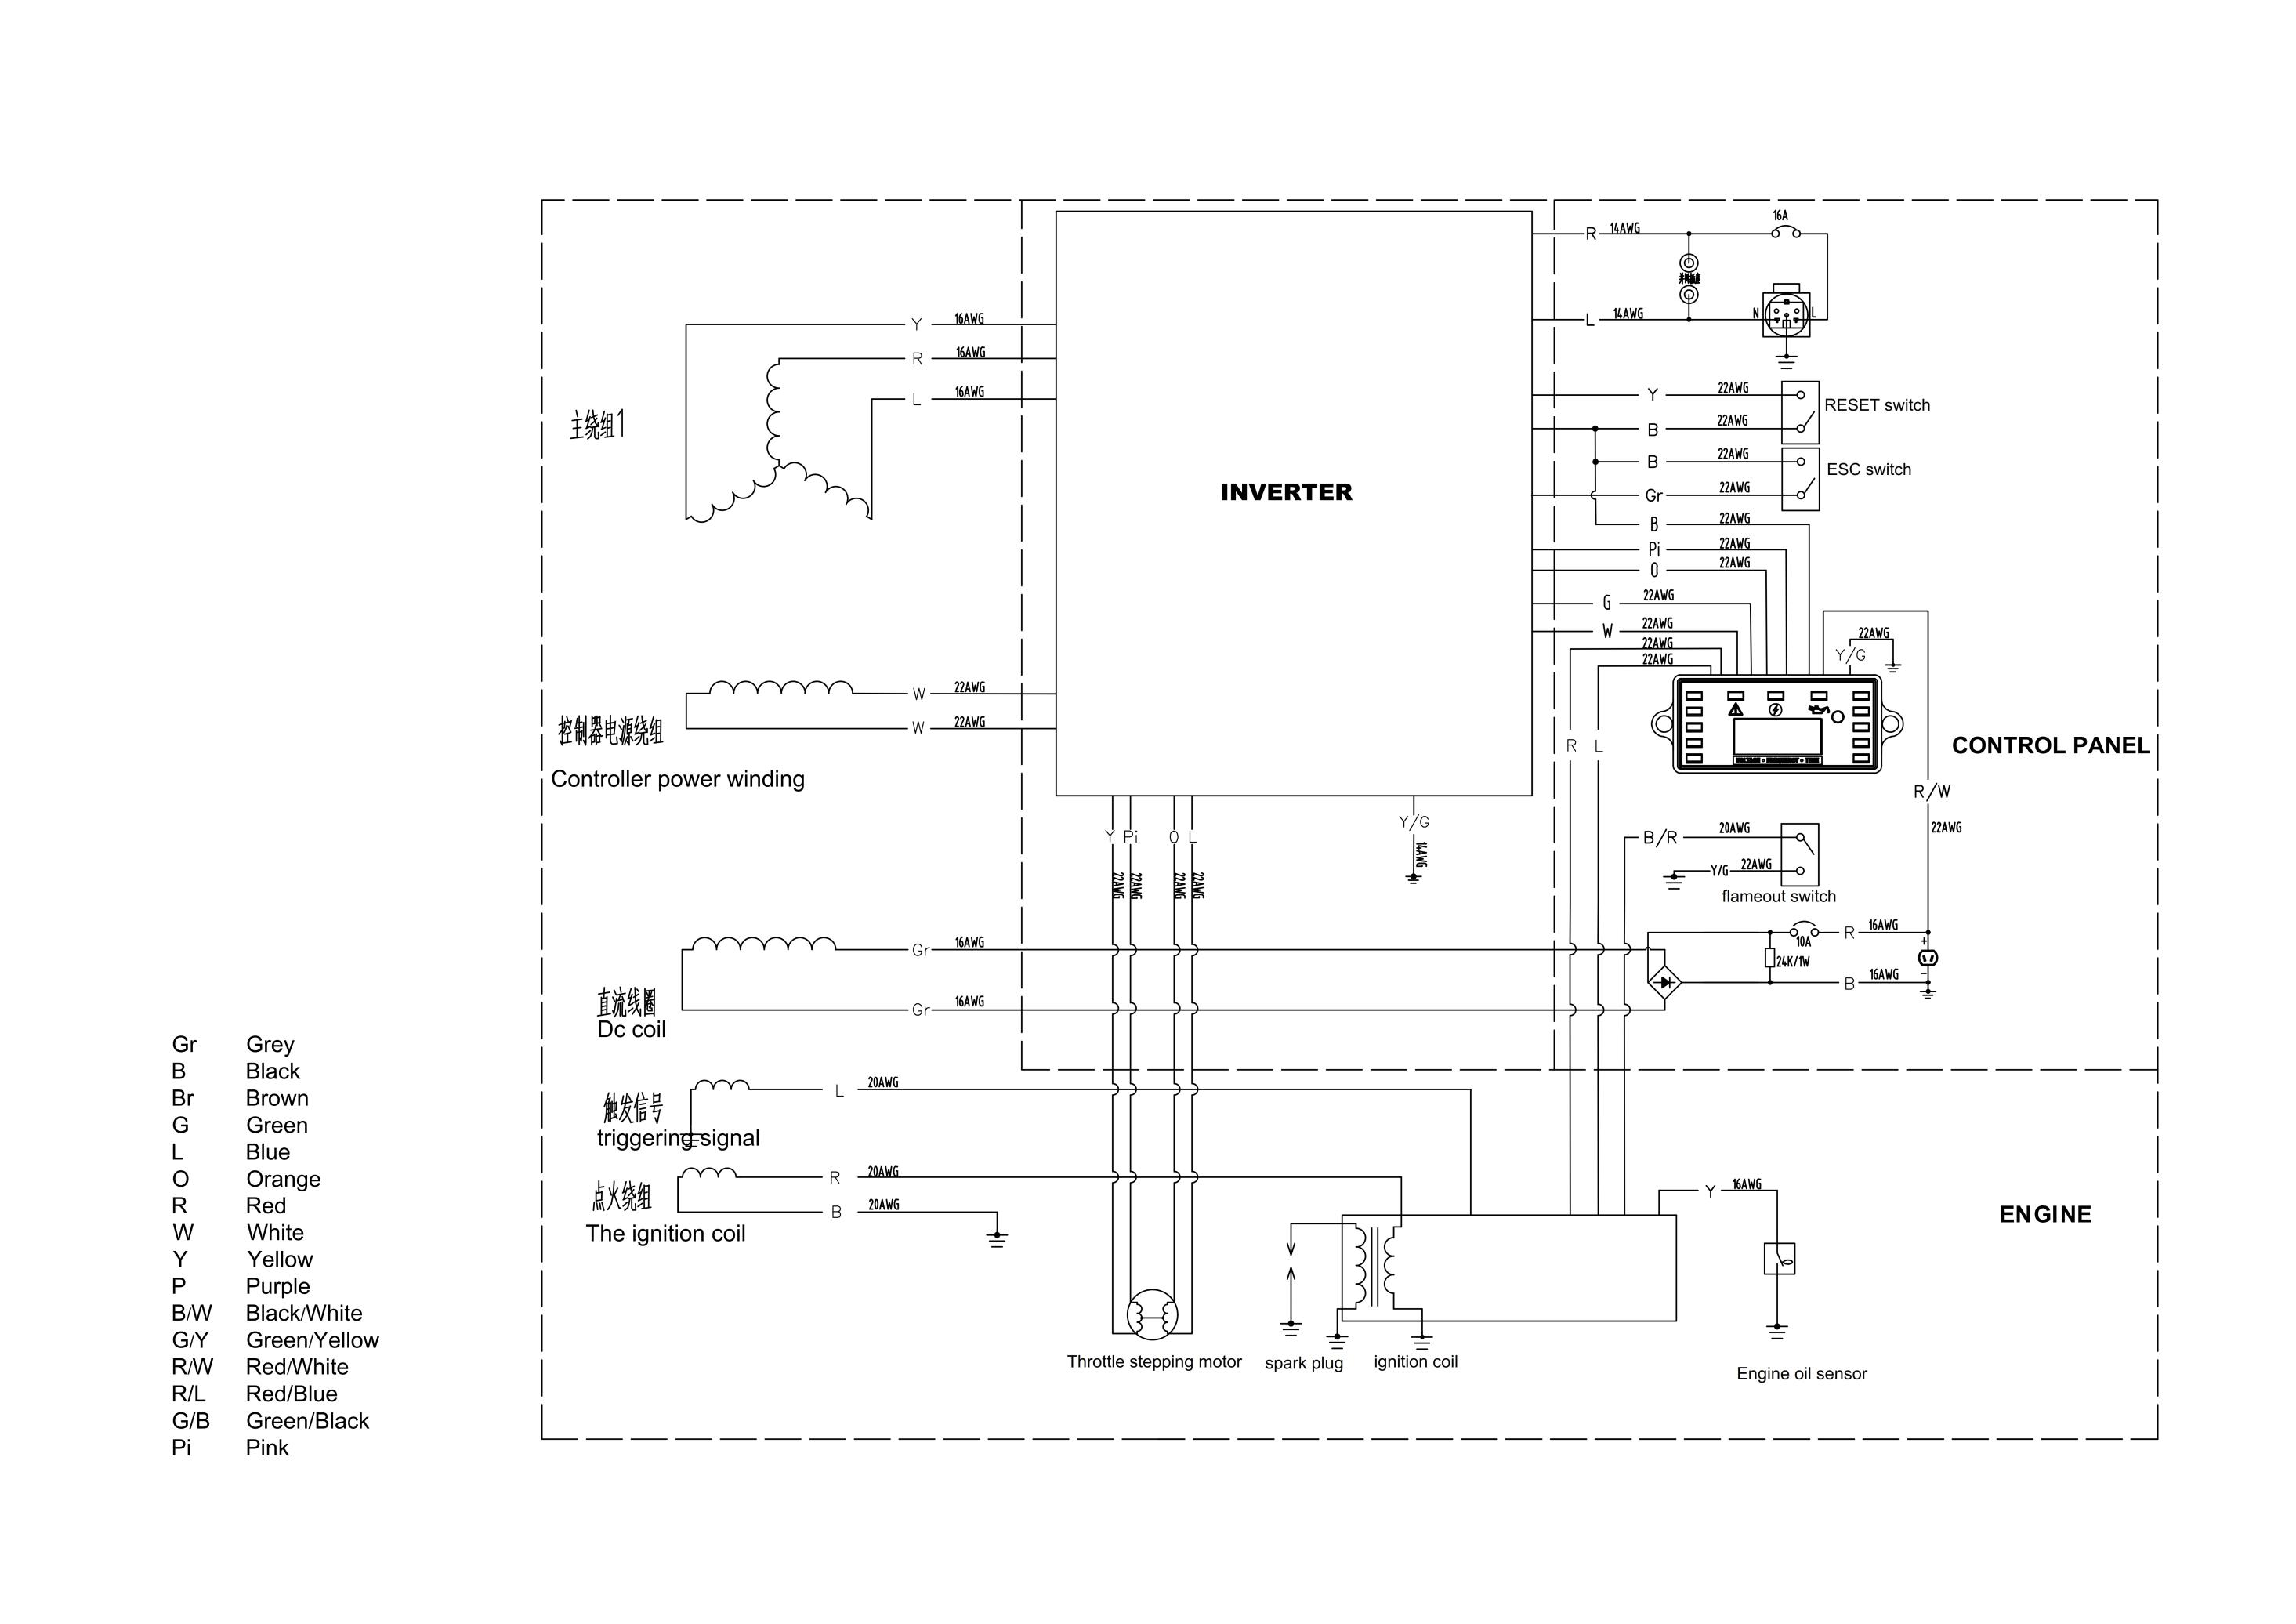 16A
R 14AWG
N L
L 14AWG
Y 16AWG
R 16AWG
L 16AWG
主绕组1
INVERTER
Y 22AWG
RESET switch
B 22AWG
B 22AWG
ESC switch
Gr 22AWG
B 22AWG
Pi 22AWG
O 22AWG
G 22AWG
W 22AWG
22AWG
22AWG
22AWG
Y/G
W 22AWG
W 22AWG
控制器电源绕组
Controller power winding
R L
CONTROL PANEL
R/W
22AWG
Y Pi O L
22AWG 22AWG 22AWG 22AWG
Y/G
14AWG
B/R 20AWG
Y/G 22AWG
flameout switch
Gr 16AWG
Gr 16AWG
直流线圈
Dc coil
10A
R 16AWG
+
24K/1W
B 16AWG
-
L 20AWG
触发信号
triggering signal
R 20AWG
点火绕组
B 20AWG
The ignition coil
Y 16AWG
ENGINE
Throttle stepping motor
spark plug
ignition coil
Engine oil sensor
Gr Grey
B Black
Br Brown
G Green
L Blue
O Orange
R Red
W White
Y Yellow
P Purple
B/W Black/White
G/Y Green/Yellow
R/W Red/White
R/L Red/Blue
G/B Green/Black
Pi Pink